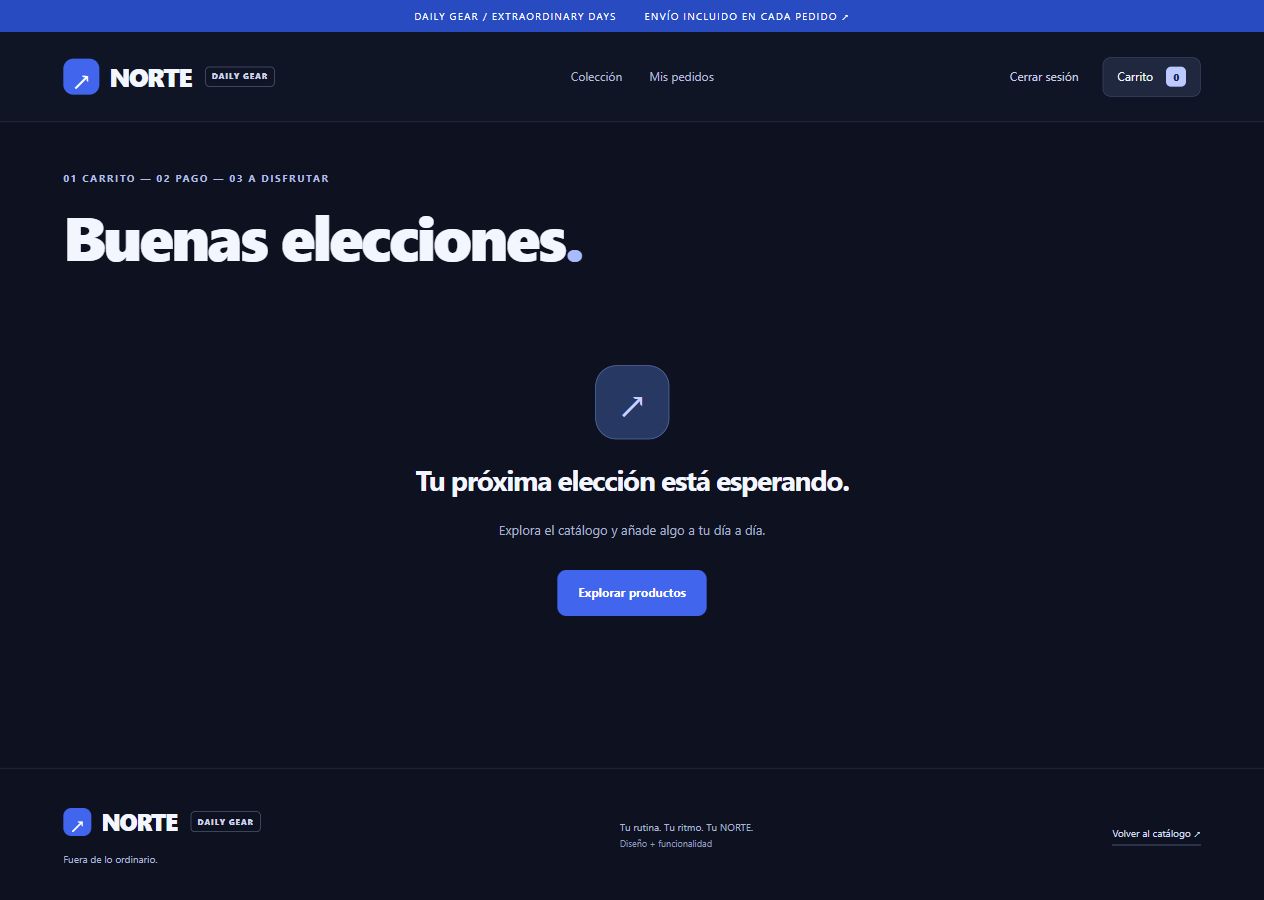 DAILY GEAR / EXTRAORDINARY DAYS ENVÍO INCLUIDO EN CADA PEDIDO ↗
↗ NORTE DAILY GEAR Colección Mis pedidos Cerrar sesión Carrito 0
01 CARRITO — 02 PAGO — 03 A DISFRUTAR
Buenas elecciones.
↗
Tu próxima elección está esperando.
Explora el catálogo y añade algo a tu día a día.
Explorar productos
↗ NORTE DAILY GEAR
Fuera de lo ordinario.
Tu rutina. Tu ritmo. Tu NORTE.
Diseño + funcionalidad
Volver al catálogo ↗